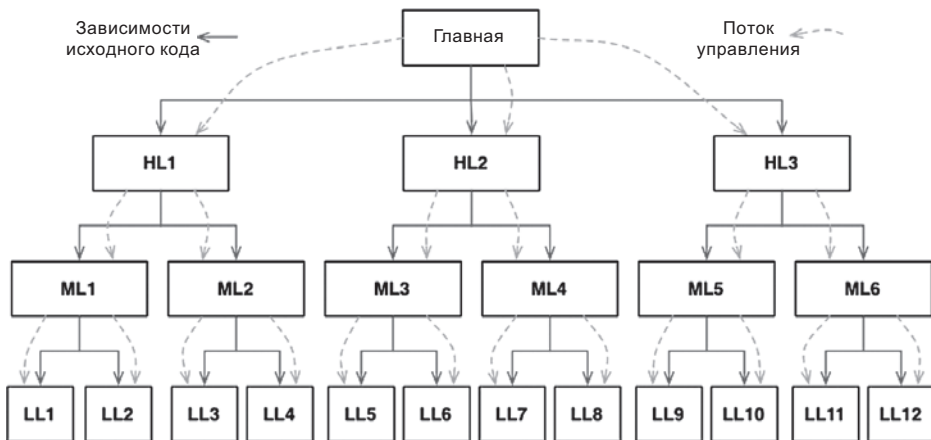 Зависимости
исходного кода
Главная
Поток
управления
HL1
HL2
HL3
ML1
ML2
ML3
ML4
ML5
ML6
LL1
LL2
LL3
LL4
LL5
LL6
LL7
LL8
LL9
LL10
LL11
LL12